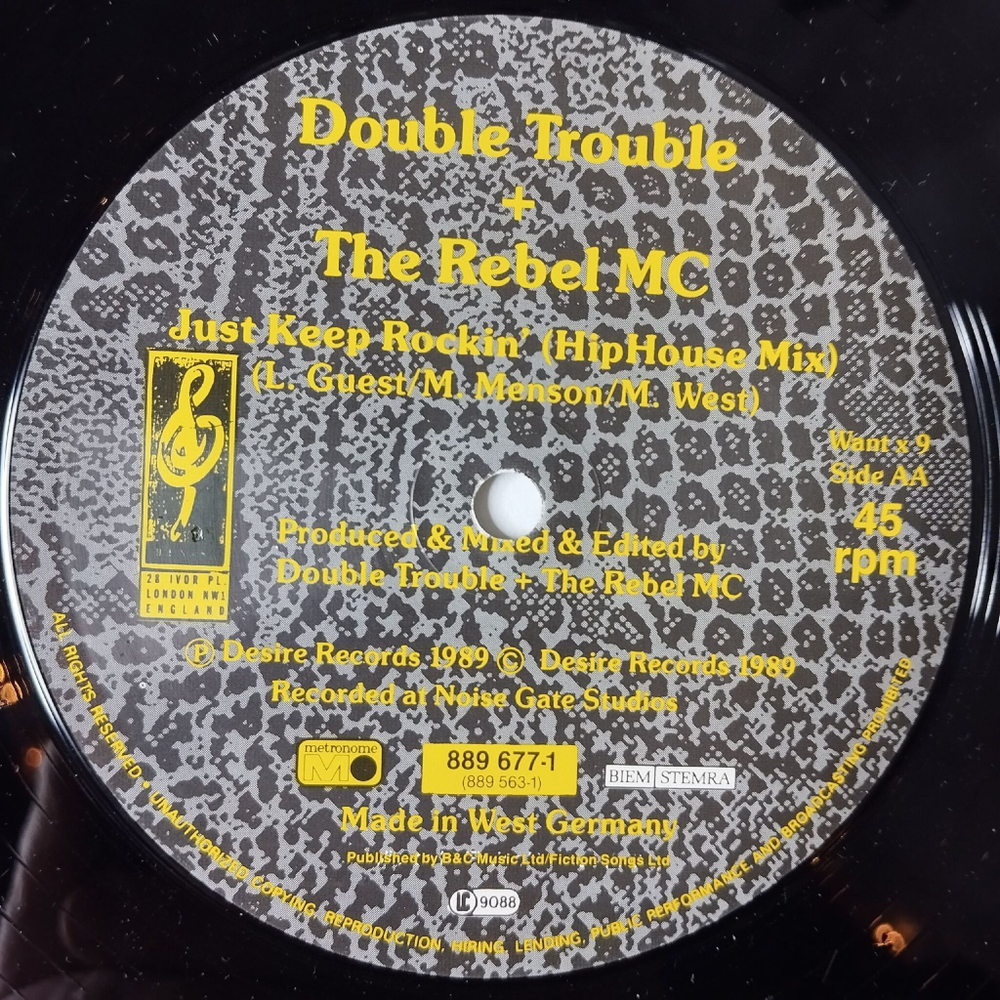 Double Trouble
+
The Rebel MC
Just Keep Rockin' (HipHouse Mix)
(L. Guest/M. Menson/M. West)
28 IVOR PL.
LONDON NW1
ENGLAND
Want x 9
Side AA
45
rpm
Produced & Mixed & Edited by
Double Trouble + The Rebel MC
Ⓟ Desire Records 1989 © Desire Records 1989
Recorded at Noise Gate Studios
metronome
M
889 677-1
(889 563-1)
BIEM STEMRA
Made in West Germany
Published by B&C Music Ltd/Fiction Songs Ltd
LC 9088
ALL RIGHTS RESERVED • UNAUTHORIZED COPYING, REPRODUCTION, HIRING, LENDING, PUBLIC PERFORMANCE AND BROADCASTING PROHIBITED